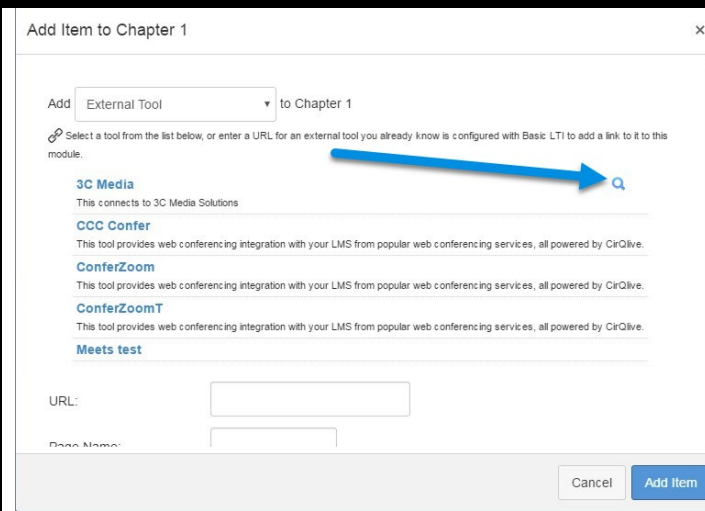 Add Item to Chapter 1
×
Add External Tool to Chapter 1
Select a tool from the list below, or enter a URL for an external tool you already know is configured with Basic LTI to add a link to it to this
module.
3C Media
This connects to 3C Media Solutions
CCC Confer
This tool provides web conferencing integration with your LMS from popular web conferencing services, all powered by CirQlive.
ConferZoom
This tool provides web conferencing integration with your LMS from popular web conferencing services, all powered by CirQlive.
ConferZoomT
This tool provides web conferencing integration with your LMS from popular web conferencing services, all powered by CirQlive.
Meets test
URL:
Page Name:
Cancel Add Item